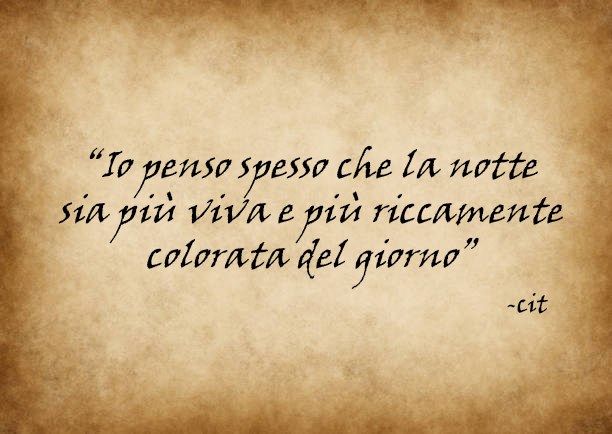 “Io penso spesso che la notte
sia più viva e più riccamente
colorata del giorno”
-cit